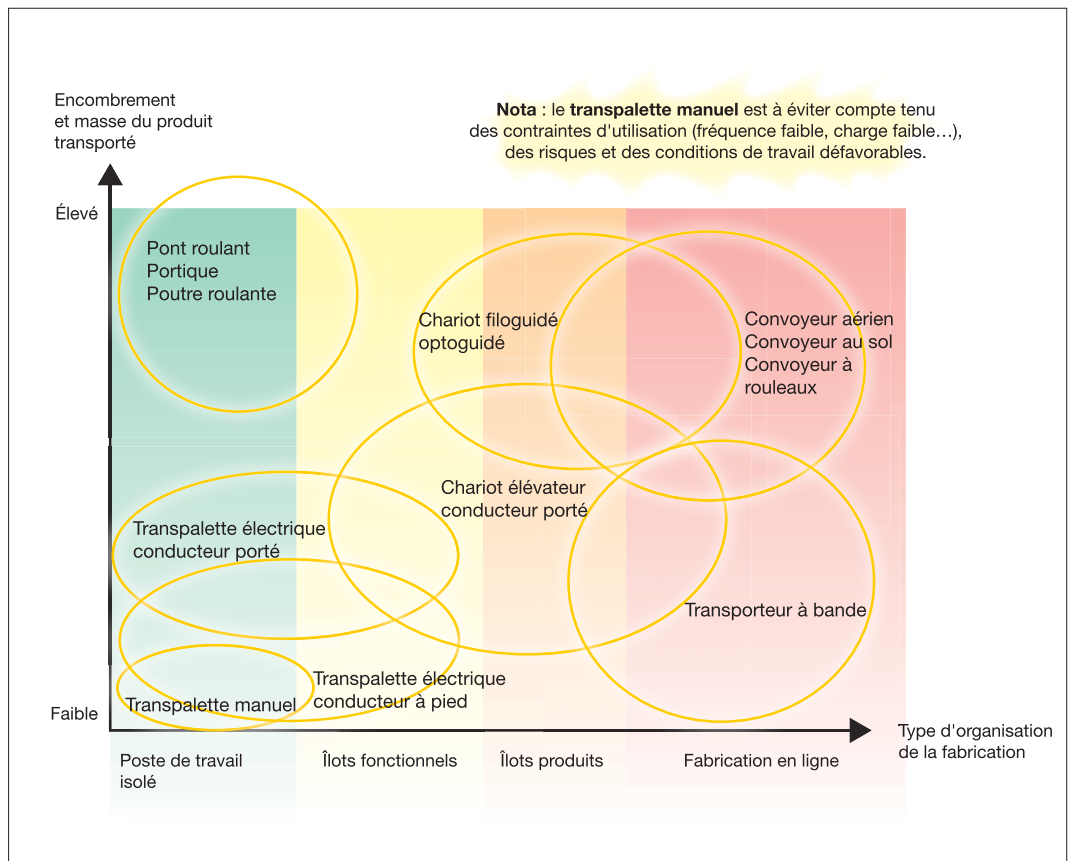 Encombrement
et masse du produit
transporté
Nota : le transpalette manuel est à éviter compte tenu
des contraintes d'utilisation (fréquence faible, charge faible…),
des risques et des conditions de travail défavorables.
Élevé
Pont roulant
Portique
Poutre roulante
Chariot filoguidé
optoguidé
Convoyeur aérien
Convoyeur au sol
Convoyeur à
rouleaux
Chariot élévateur
conducteur porté
Transpalette électrique
conducteur porté
Transporteur à bande
Transpalette électrique
conducteur à pied
Transpalette manuel
Faible
Type d'organisation
de la fabrication
Poste de travail
isolé
Îlots fonctionnels
Îlots produits
Fabrication en ligne